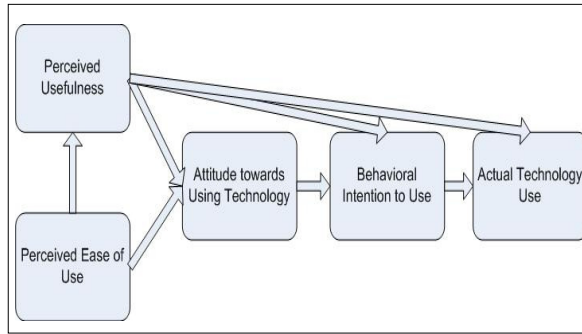 Perceived
Usefulness
Attitude towards
Using Technology
Behavioral
Intention to Use
Actual Technology
Use
Perceived Ease of
Use